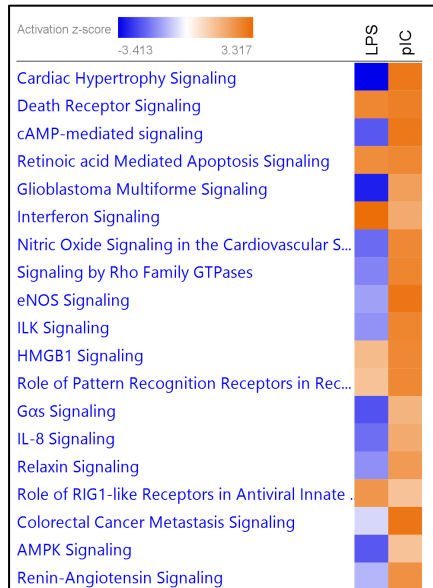 Activation z-score
-3.413 3.317
LPS
pIC
Cardiac Hypertrophy Signaling
Death Receptor Signaling
cAMP-mediated signaling
Retinoic acid Mediated Apoptosis Signaling
Glioblastoma Multiforme Signaling
Interferon Signaling
Nitric Oxide Signaling in the Cardiovascular S...
Signaling by Rho Family GTPases
eNOS Signaling
ILK Signaling
HMGB1 Signaling
Role of Pattern Recognition Receptors in Rec...
Gαs Signaling
IL-8 Signaling
Relaxin Signaling
Role of RIG1-like Receptors in Antiviral Innate .
Colorectal Cancer Metastasis Signaling
AMPK Signaling
Renin-Angiotensin Signaling